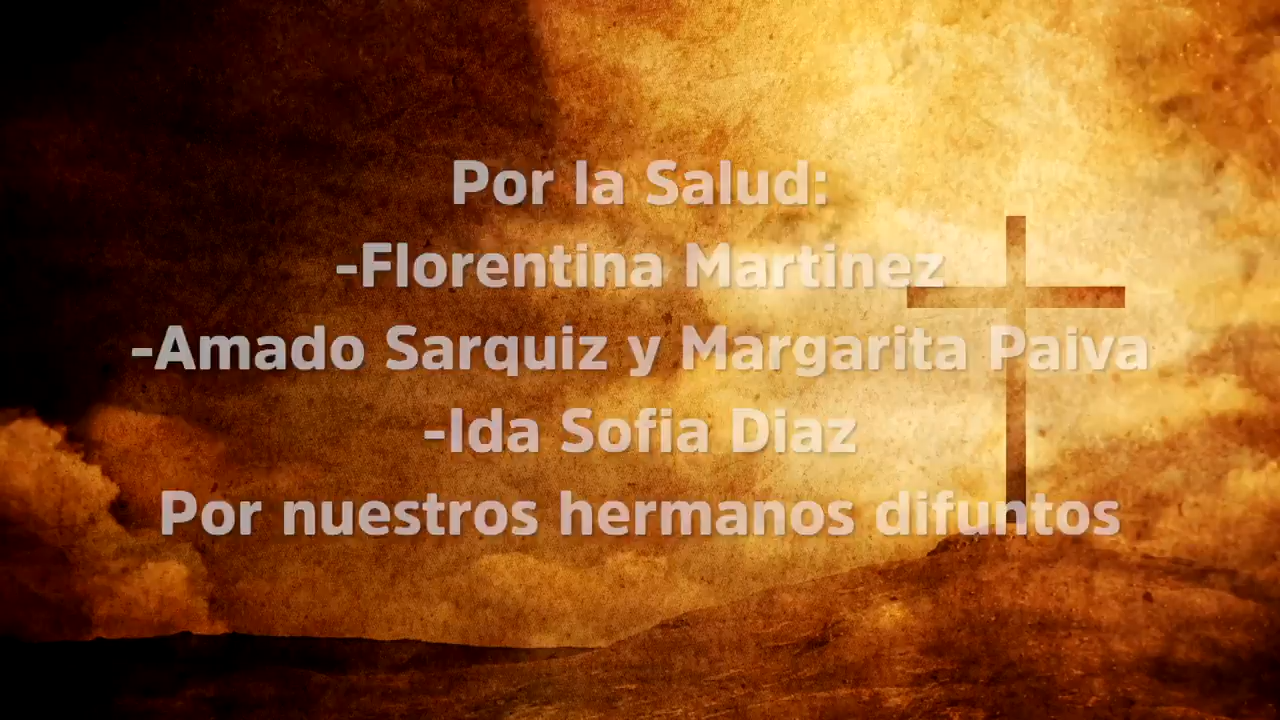 Por la Salud:
-Florentina Martinez
-Amado Sarquiz y Margarita Paiva
-Ida Sofia Diaz
Por nuestros hermanos difuntos